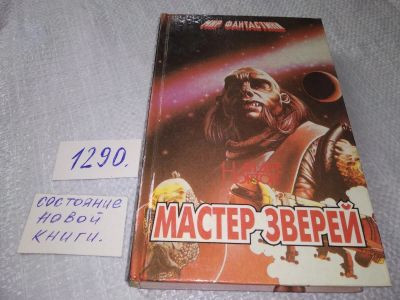 МИР ФАНТАСТИКИ
МАСТЕР ЗВЕРЕЙ
1290.
СОСТОЯНИЕ
НОВОЙ
КНИГИ.